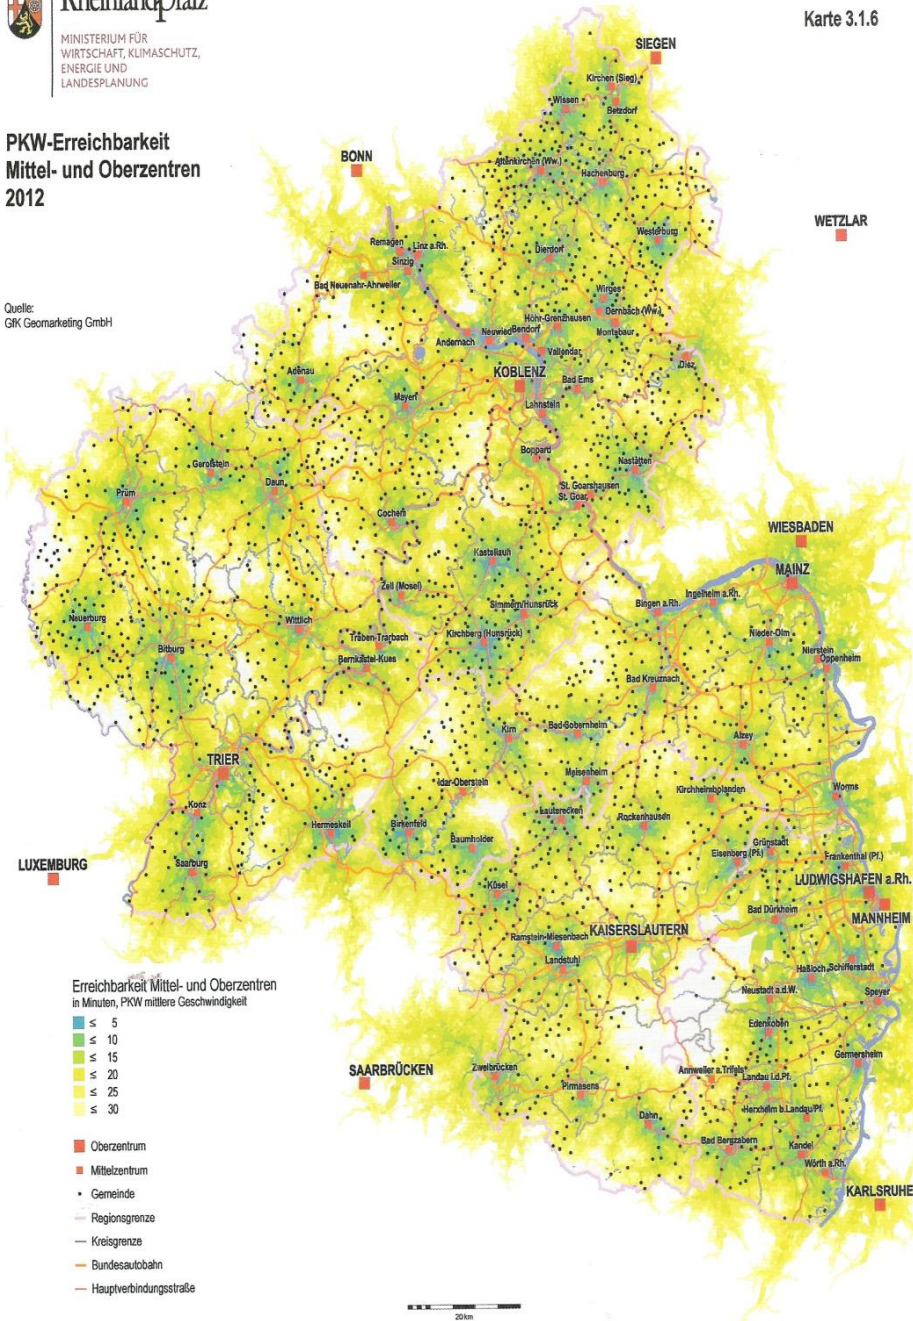 RheinlandPfalz
MINISTERIUM FÜR
WIRTSCHAFT, KLIMASCHUTZ,
ENERGIE UND
LANDESPLANUNG
Karte 3.1.6
PKW-Erreichbarkeit
Mittel- und Oberzentren
2012
Quelle:
GfK Geomarketing GmbH
SIEGEN
Kirchen (Sieg)
Betzdorf
Wissen
BONN
Altenkirchen (Ww.)
Hachenburg
WETZLAR
Westerburg
Remagen
Linz a.Rh.
Sinzig
Dierdorf
Bad Neuenahr-Ahrweiler
Wirges
Dernbach (Ww.)
Höhr-Grenzhausen
Montabaur
Neuwied
Bendorf
Andernach
Vallendar
Diez
Adenau
KOBLENZ
Bad Ems
Mayen
Lahnstein
Boppard
Gerolstein
Nastätten
Daun
Prüm
St. Goarshausen
St. Goar
Cochem
WIESBADEN
Kastellaun
MAINZ
Zell (Mosel)
Simmern/Hunsrück
Bingen a.Rh.
Ingelheim a.Rh.
Neuerburg
Wittlich
Traben-Trarbach
Kirchberg (Hunsrück)
Nieder-Olm
Bitburg
Bernkastel-Kues
Nierstein
Oppenheim
Bad Kreuznach
Kirn
Bad Sobernheim
Alzey
TRIER
Idar-Oberstein
Meisenheim
Kirchheimbolanden
Worms
Konz
Lauterecken
Hermeskeil
Birkenfeld
Rockenhausen
Baumholder
Grünstadt
Eisenberg (Pf.)
Frankenthal (Pf.)
LUXEMBURG
Saarburg
Kusel
LUDWIGSHAFEN a.Rh.
Bad Dürkheim
MANNHEIM
KAISERSLAUTERN
Ramstein-Miesenbach
Landstuhl
Haßloch
Schifferstadt
Neustadt a.d.W.
Speyer
Edenkoben
Germersheim
SAARBRÜCKEN
Zweibrücken
Annweiler a.Trifels
Landau i.d.Pf.
Pirmasens
Herxheim b.Landau/Pf.
Dahn
Bad Bergzabern
Kandel
Wörth a.Rh.
KARLSRUHE
Erreichbarkeit Mittel- und Oberzentren
in Minuten, PKW mittlere Geschwindigkeit
≤ 5
≤ 10
≤ 15
≤ 20
≤ 25
≤ 30
Oberzentrum
Mittelzentrum
Gemeinde
Regionsgrenze
Kreisgrenze
Bundesautobahn
Hauptverbindungsstraße
20km